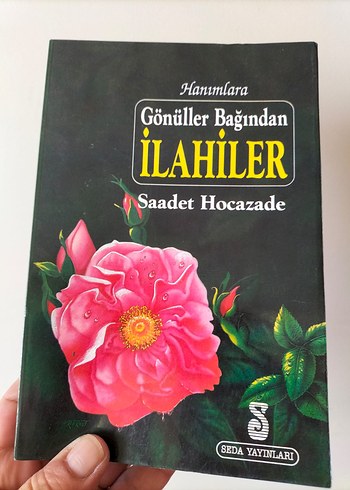 Hanımlara
Gönüller Bağından
İLAHİLER
Saadet Hocazade
S
SEDA YAYINLARI